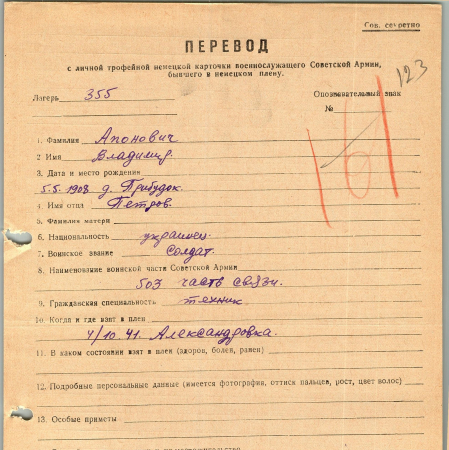 Сов. секретно
ПЕРЕВОД
с личной трофейной немецкой карточки военнослужащего Советской Армии,
бывшего в немецком плену.
123
Лагерь 355
Опознавательный знак
№
1. Фамилия Апонович
2 Имя Владимир.
3. Дата и место рождения
5.5.1908 д. Прибудок.
4. Имя отца Петров.
5. Фамилия матери
6. Национальность украинец.
7. Воинское звание солдат.
8. Наименование воинской части Советской Армии
503 часть связи.
9. Гражданская специальность техник
10. Когда и где взят в плен
4/10.41. Александровка.
11. В каком состоянии взят в плен (здоров, болен, ранен)
12. Подробные персональные данные (имеется фотография, оттиск пальцев, рост, цвет волос)
13. Особые приметы